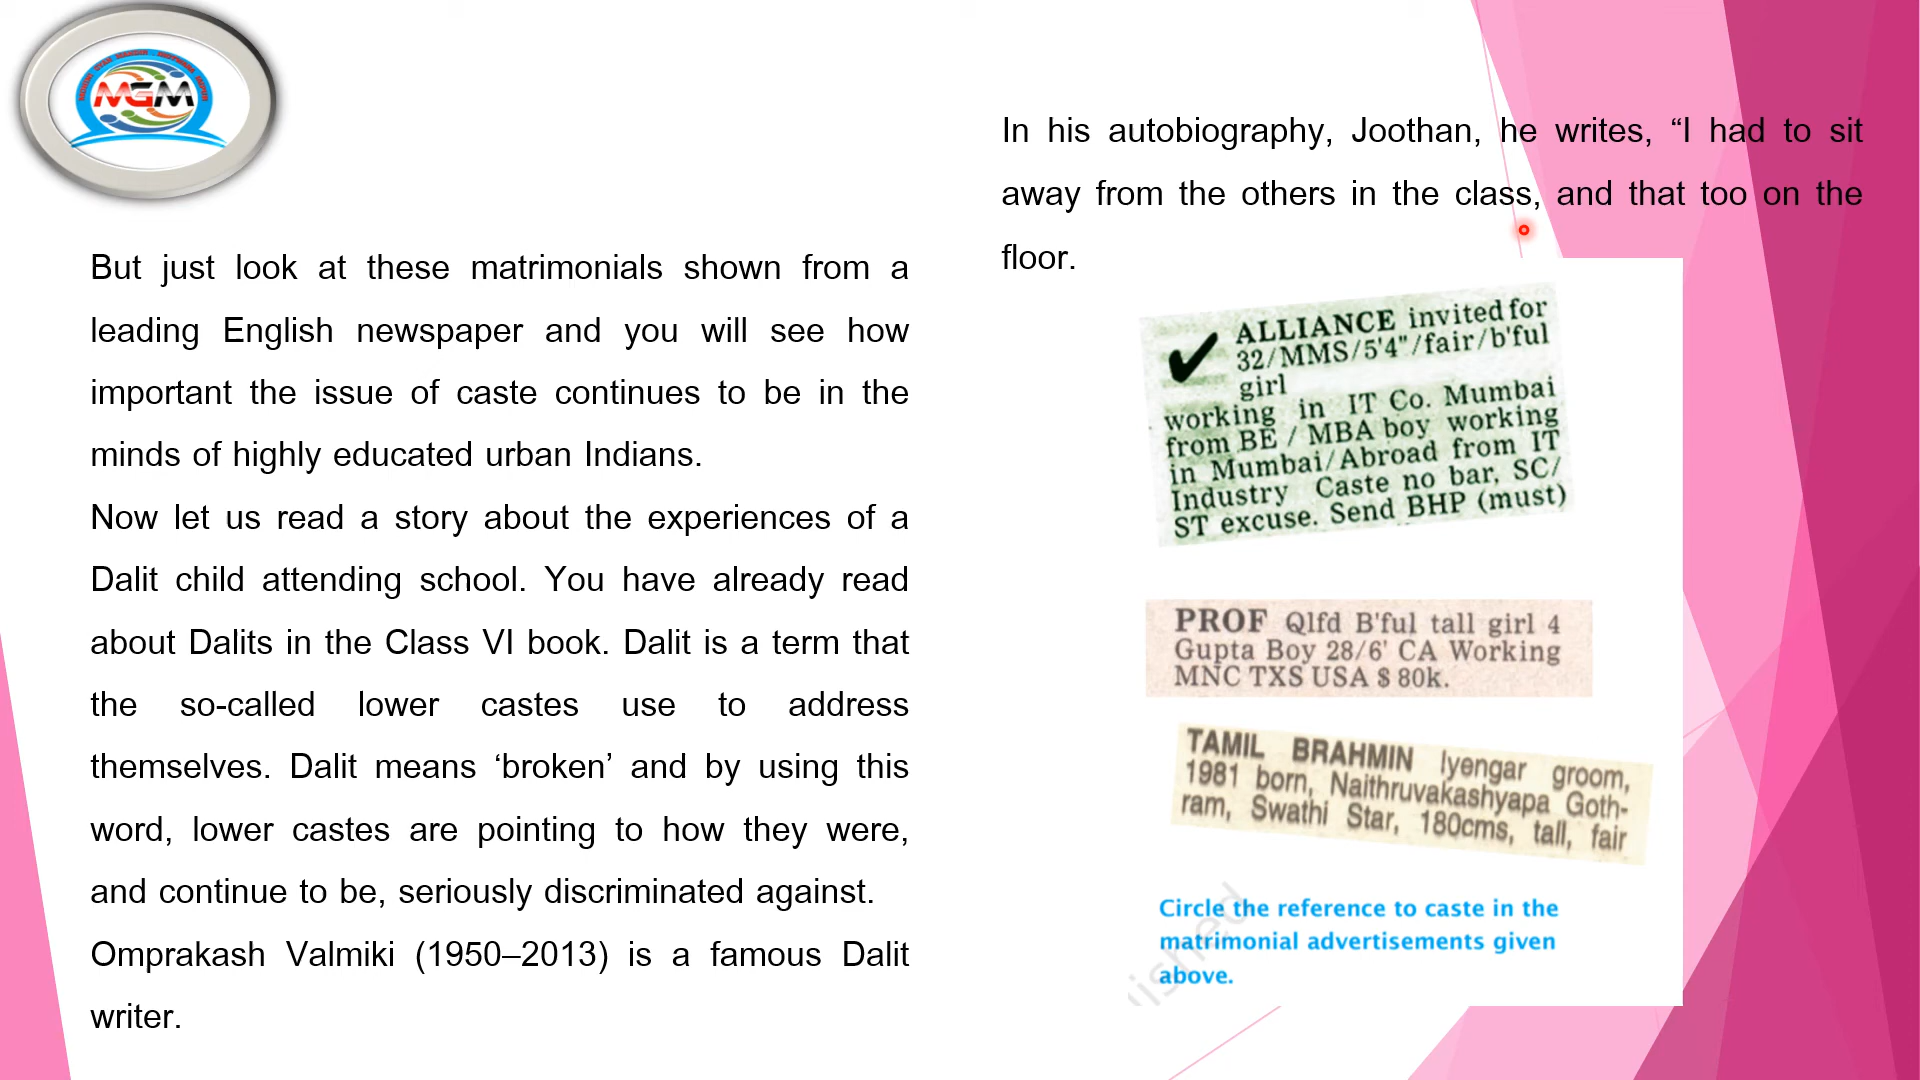 MGM
But just look at these matrimonials shown from a
leading English newspaper and you will see how
important the issue of caste continues to be in the
minds of highly educated urban Indians.
Now let us read a story about the experiences of a
Dalit child attending school. You have already read
about Dalits in the Class VI book. Dalit is a term that
the so-called lower castes use to address
themselves. Dalit means ‘broken’ and by using this
word, lower castes are pointing to how they were,
and continue to be, seriously discriminated against.
Omprakash Valmiki (1950–2013) is a famous Dalit
writer.
In his autobiography, Joothan, he writes, “I had to sit
away from the others in the class, and that too on the
floor.
ALLIANCE invited for
32/MMS/5'4"/fair/b'ful
girl
working in IT Co. Mumbai
from BE / MBA boy working
in Mumbai/Abroad from IT
Industry Caste no bar, SC/
ST excuse. Send BHP (must)
PROF Qlfd B'ful tall girl 4
Gupta Boy 28/6' CA Working
MNC TXS USA $ 80k.
TAMIL BRAHMIN Iyengar groom,
1981 born, Naithruvakashyapa Goth-
ram, Swathi Star, 180cms, tall, fair
Circle the reference to caste in the
matrimonial advertisements given
above.
lished